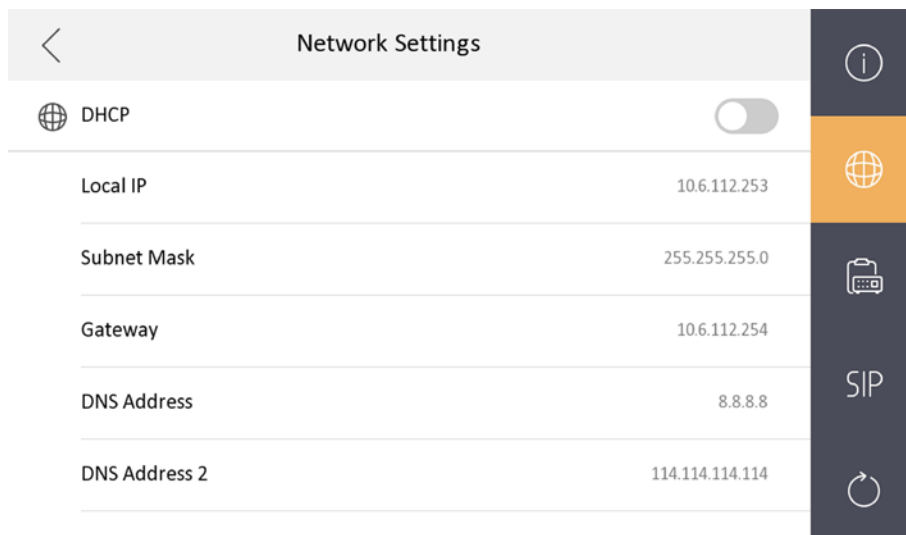 Network Settings
DHCP
Local IP 10.6.112.253
Subnet Mask 255.255.255.0
Gateway 10.6.112.254
DNS Address 8.8.8.8
DNS Address 2 114.114.114.114
SIP